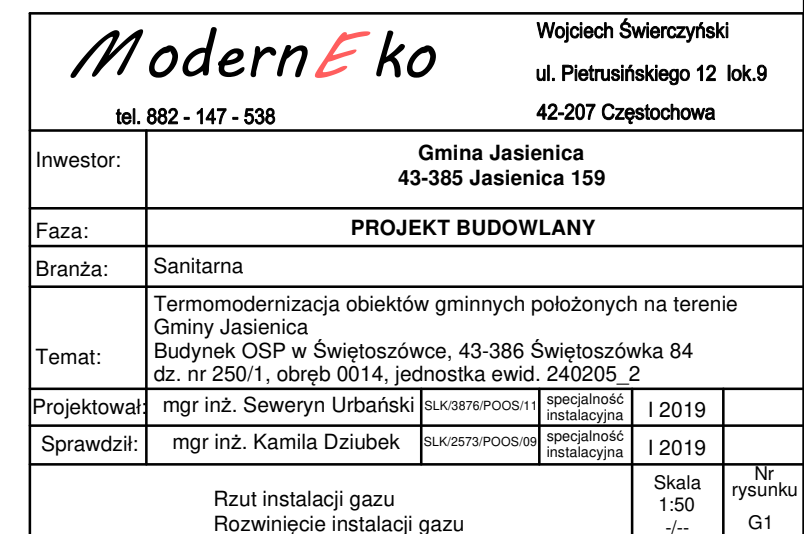 ModernEko
Wojciech Świerczyński
ul. Pietrusińskiego 12 lok.9
tel. 882 - 147 - 538
42-207 Częstochowa
Inwestor:
Gmina Jasienica
43-385 Jasienica 159
Faza:
PROJEKT BUDOWLANY
Branża:
Sanitarna
Temat:
Termomodernizacja obiektów gminnych położonych na terenie
Gminy Jasienica
Budynek OSP w Świętoszówce, 43-386 Świętoszówka 84
dz. nr 250/1, obręb 0014, jednostka ewid. 240205_2
Projektował:
mgr inż. Seweryn Urbański
SLK/3876/POOS/11
specjalność
instalacyjna
I 2019
Sprawdził:
mgr inż. Kamila Dziubek
SLK/2573/POOS/09
specjalność
instalacyjna
I 2019
Rzut instalacji gazu
Rozwinięcie instalacji gazu
Skala
1:50
-/--
Nr
rysunku
G1